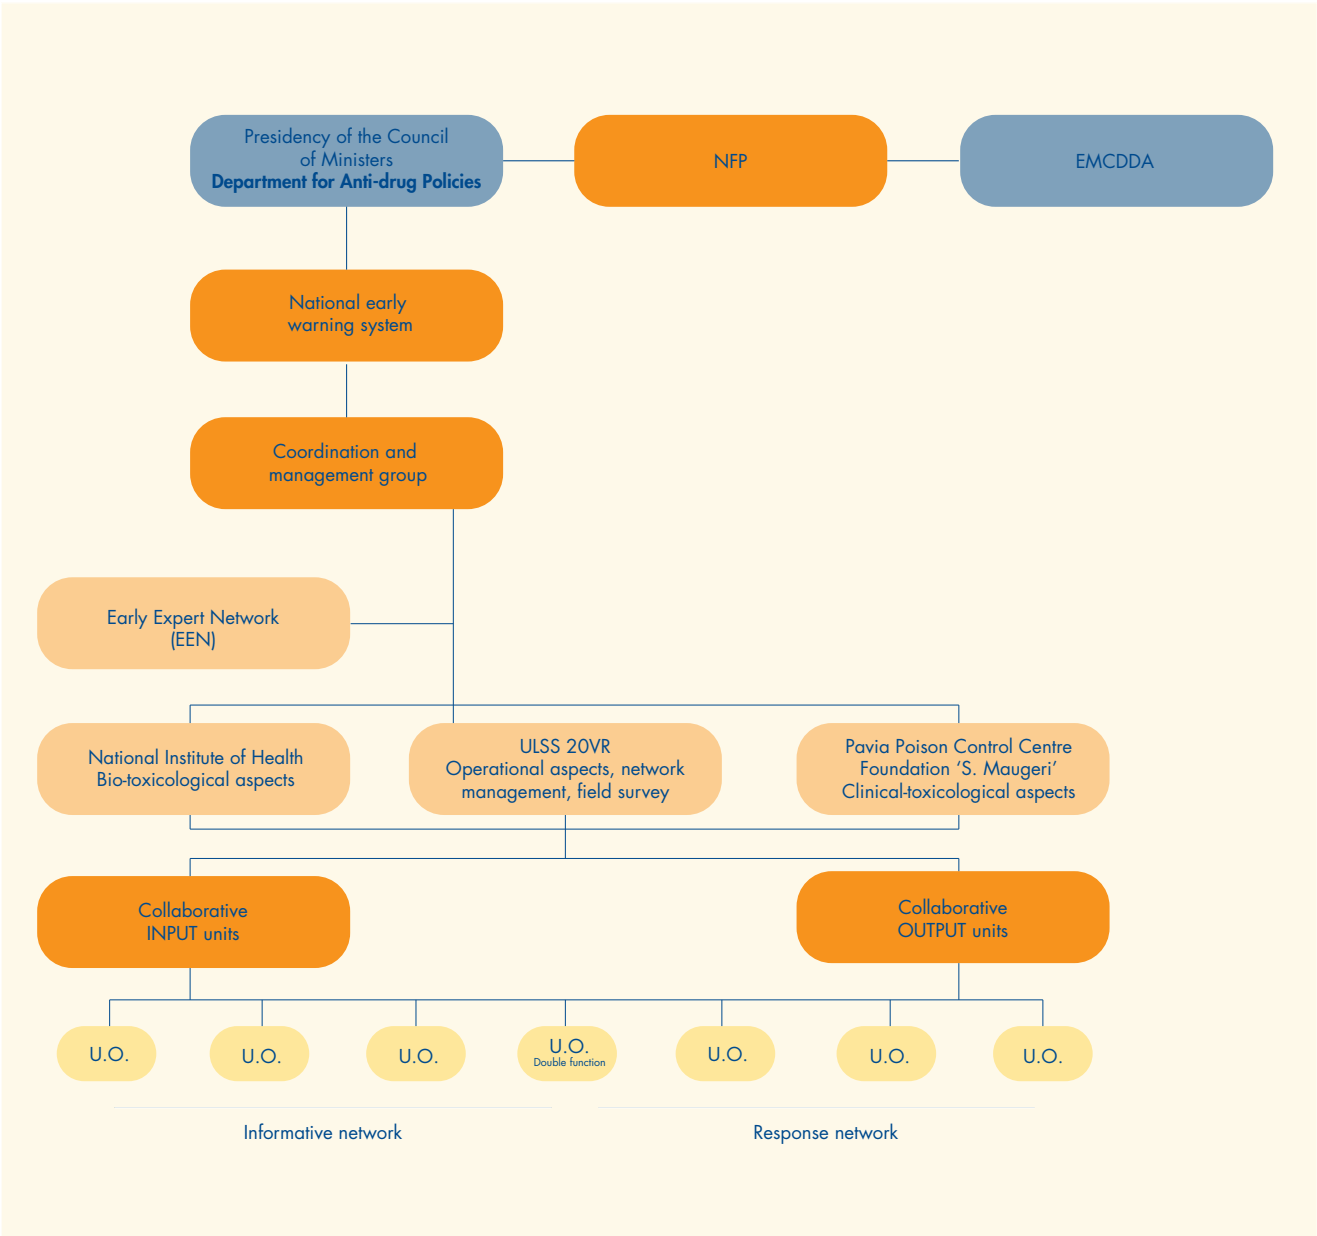 Presidency of the Council
of Ministers
Department for Anti-drug Policies
NFP
EMCDDA
National early
warning system
Coordination and
management group
Early Expert Network
(EEN)
National Institute of Health
Bio-toxicological aspects
ULSS 20VR
Operational aspects, network
management, field survey
Pavia Poison Control Centre
Foundation ‘S. Maugeri’
Clinical-toxicological aspects
Collaborative
INPUT units
Collaborative
OUTPUT units
U.O.
U.O.
U.O.
U.O.
Double function
U.O.
U.O.
U.O.
Informative network
Response network